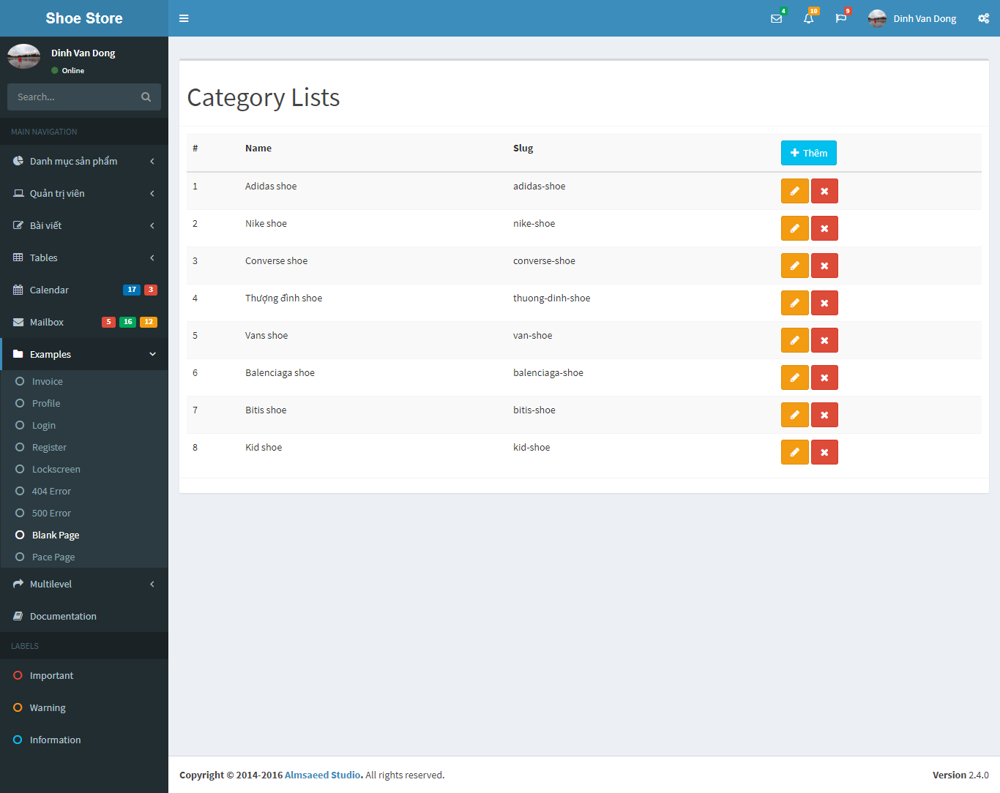 Shoe Store
4
10
9
Dinh Van Dong
Dinh Van Dong
Online
Search...
MAIN NAVIGATION
Danh mục sản phẩm
Quản trị viên
Bài viết
Tables
Calendar 17 3
Mailbox 5 16 12
Examples
Invoice
Profile
Login
Register
Lockscreen
404 Error
500 Error
Blank Page
Pace Page
Multilevel
Documentation
LABELS
Important
Warning
Information
Category Lists
# Name Slug Thêm
1 Adidas shoe adidas-shoe
2 Nike shoe nike-shoe
3 Converse shoe converse-shoe
4 Thượng đình shoe thuong-dinh-shoe
5 Vans shoe van-shoe
6 Balenciaga shoe balenciaga-shoe
7 Bitis shoe bitis-shoe
8 Kid shoe kid-shoe
Copyright © 2014-2016 Almsaeed Studio. All rights reserved.
Version 2.4.0